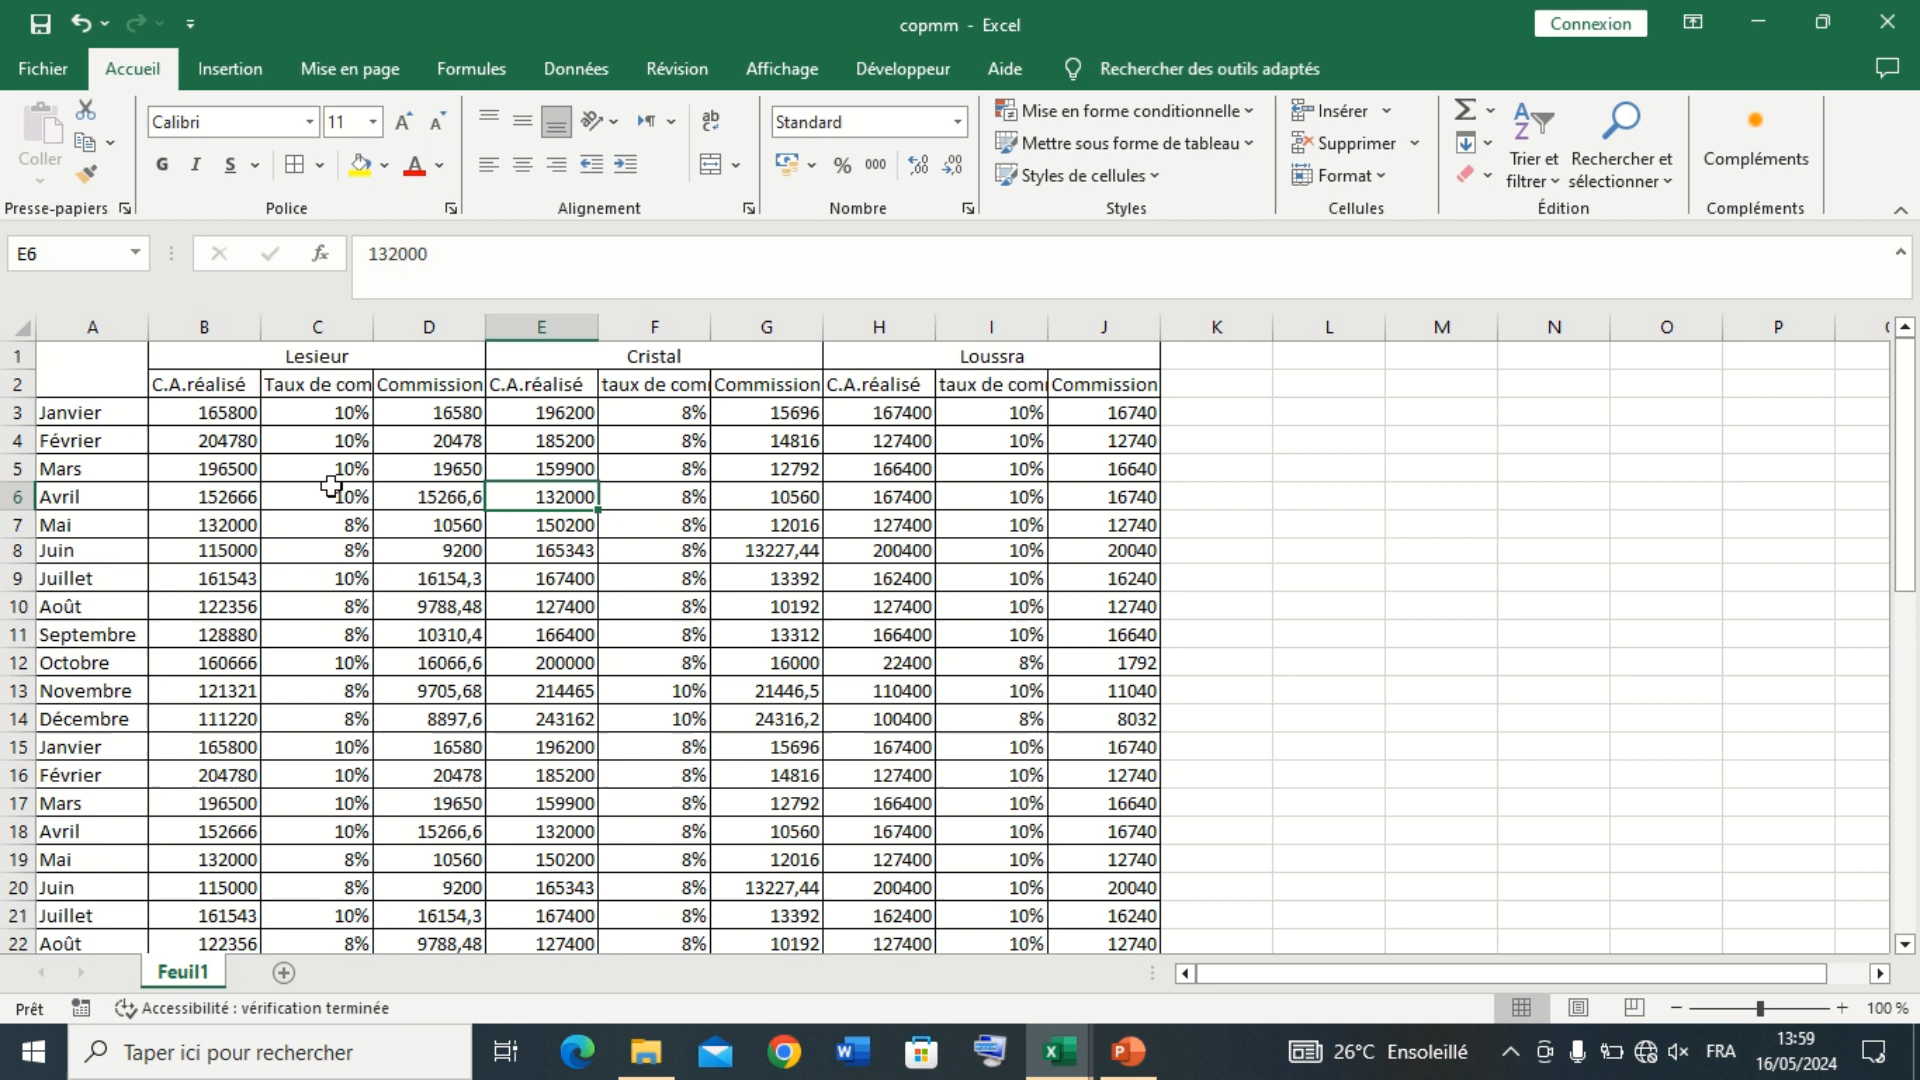 copmm - Excel
Connexion
Fichier Accueil Insertion Mise en page Formules Données Révision Affichage Développeur Aide Rechercher des outils adaptés
Coller
Calibri 11
G I S
ab
Standard
% 000
Mise en forme conditionnelle
Mettre sous forme de tableau
Styles de cellules
Insérer
Supprimer
Format
Trier et filtrer
Rechercher et sélectionner
Compléments
Presse-papiers Police Alignement Nombre Styles Cellules Édition Compléments
E6 fx 132000
A B C D E F G H I J K L M N O P
1 Lesieur Cristal Loussra
2 C.A.réalisé Taux de com Commission C.A.réalisé taux de com Commission C.A.réalisé taux de com Commission
3 Janvier 165800 10% 16580 196200 8% 15696 167400 10% 16740
4 Février 204780 10% 20478 185200 8% 14816 127400 10% 12740
5 Mars 196500 10% 19650 159900 8% 12792 166400 10% 16640
6 Avril 152666 10% 15266,6 132000 8% 10560 167400 10% 16740
7 Mai 132000 8% 10560 150200 8% 12016 127400 10% 12740
8 Juin 115000 8% 9200 165343 8% 13227,44 200400 10% 20040
9 Juillet 161543 10% 16154,3 167400 8% 13392 162400 10% 16240
10 Août 122356 8% 9788,48 127400 8% 10192 127400 10% 12740
11 Septembre 128880 8% 10310,4 166400 8% 13312 166400 10% 16640
12 Octobre 160666 10% 16066,6 200000 8% 16000 22400 8% 1792
13 Novembre 121321 8% 9705,68 214465 10% 21446,5 110400 10% 11040
14 Décembre 111220 8% 8897,6 243162 10% 24316,2 100400 8% 8032
15 Janvier 165800 10% 16580 196200 8% 15696 167400 10% 16740
16 Février 204780 10% 20478 185200 8% 14816 127400 10% 12740
17 Mars 196500 10% 19650 159900 8% 12792 166400 10% 16640
18 Avril 152666 10% 15266,6 132000 8% 10560 167400 10% 16740
19 Mai 132000 8% 10560 150200 8% 12016 127400 10% 12740
20 Juin 115000 8% 9200 165343 8% 13227,44 200400 10% 20040
21 Juillet 161543 10% 16154,3 167400 8% 13392 162400 10% 16240
22 Août 122356 8% 9788,48 127400 8% 10192 127400 10% 12740
Feuil1
Prêt Accessibilité : vérification terminée 100 %
Taper ici pour rechercher
26°C Ensoleillé
FRA
13:59
16/05/2024